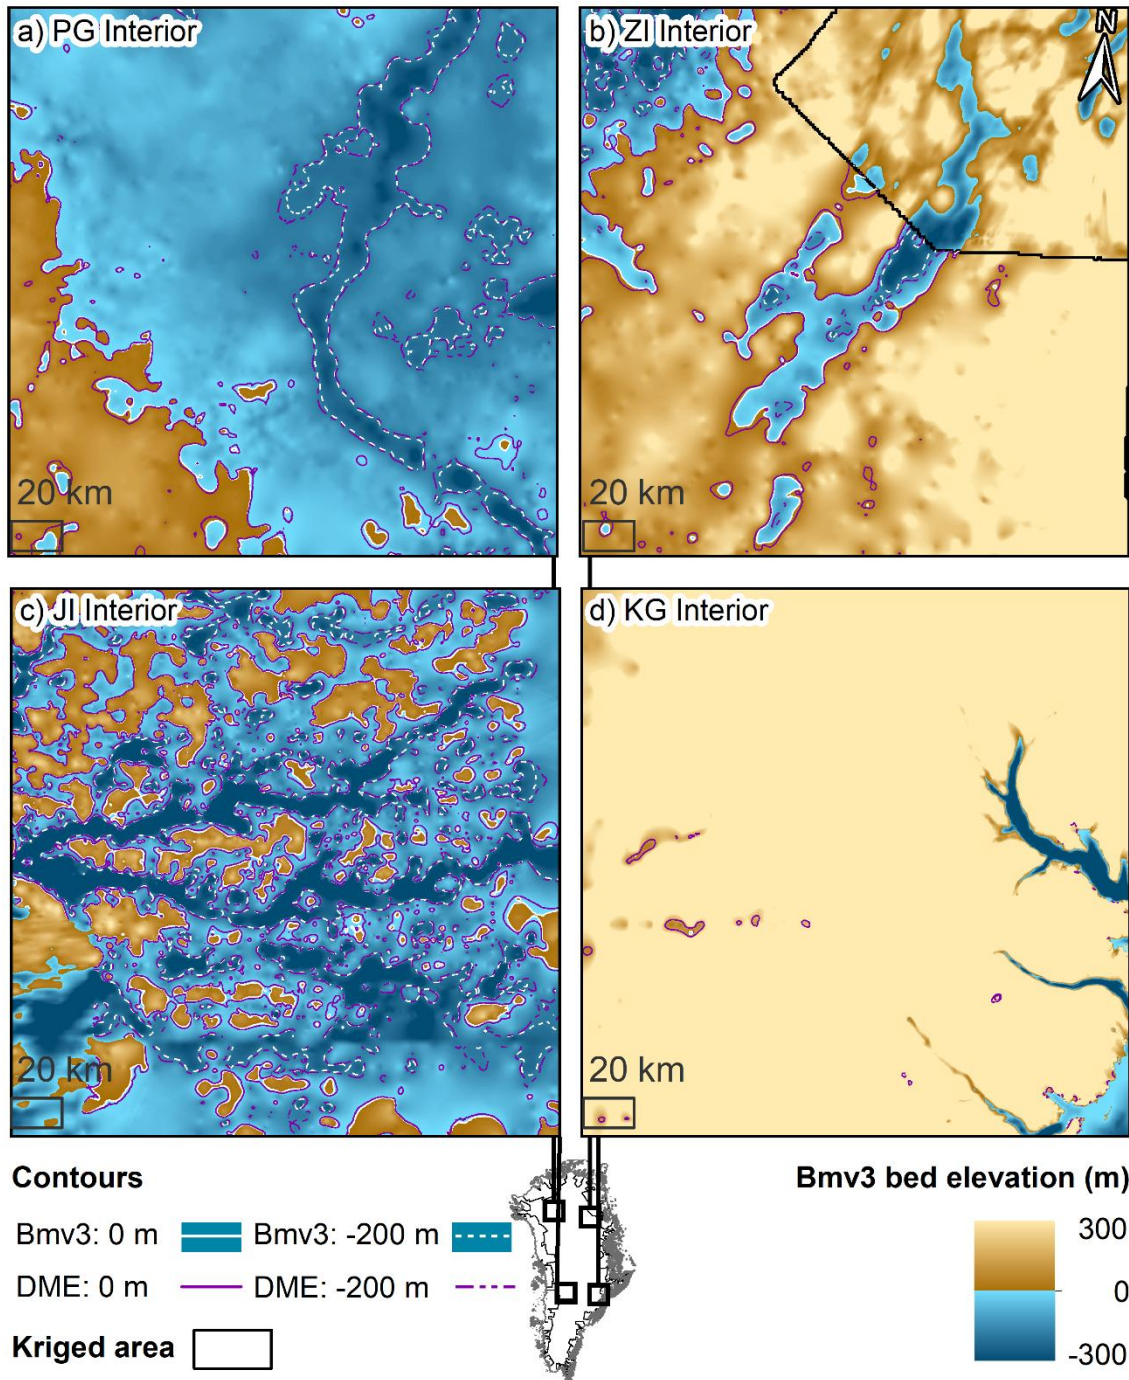 a) PG Interior
b) ZI Interior
N
20 km
20 km
c) JI Interior
d) KG Interior
20 km
20 km
Contours
Bmv3: 0 m Bmv3: -200 m
DME: 0 m DME: -200 m
Kriged area
Bmv3 bed elevation (m)
300
0
-300